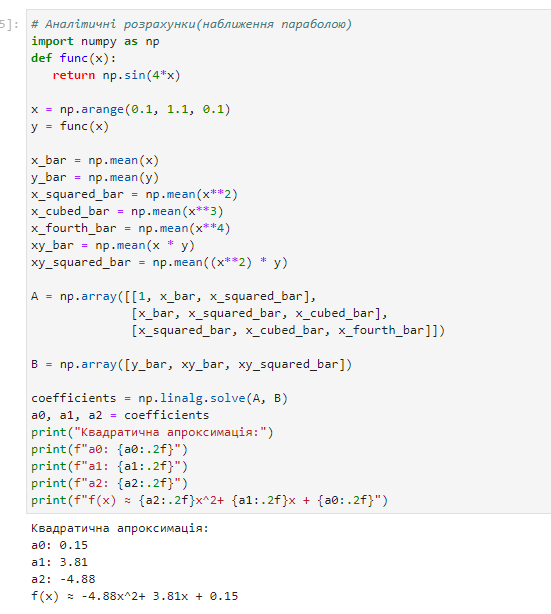 5]:
# Аналітичні розрахунки(наближення параболою)
import numpy as np
def func(x):
   return np.sin(4*x)
x = np.arange(0.1, 1.1, 0.1)
y = func(x)
x_bar = np.mean(x)
y_bar = np.mean(y)
x_squared_bar = np.mean(x**2)
x_cubed_bar = np.mean(x**3)
x_fourth_bar = np.mean(x**4)
xy_bar = np.mean(x * y)
xy_squared_bar = np.mean((x**2) * y)
A = np.array([[1, x_bar, x_squared_bar],
              [x_bar, x_squared_bar, x_cubed_bar],
              [x_squared_bar, x_cubed_bar, x_fourth_bar]])
B = np.array([y_bar, xy_bar, xy_squared_bar])
coefficients = np.linalg.solve(A, B)
a0, a1, a2 = coefficients
print("Квадратична апроксимація:")
print(f"a0: {a0:.2f}")
print(f"a1: {a1:.2f}")
print(f"a2: {a2:.2f}")
print(f"f(x) ≈ {a2:.2f}x^2+ {a1:.2f}x + {a0:.2f}")
Квадратична апроксимація:
a0: 0.15
a1: 3.81
a2: -4.88
f(x) ≈ -4.88x^2+ 3.81x + 0.15